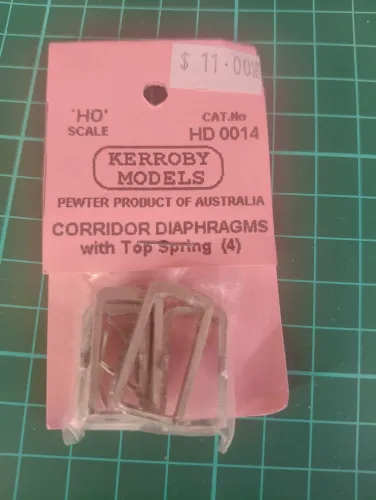 $ 11.00
'HO'
SCALE
CAT.No
HD 0014
KERROBY
MODELS
PEWTER PRODUCT OF AUSTRALIA
CORRIDOR DIAPHRAGMS
with Top Spring (4)